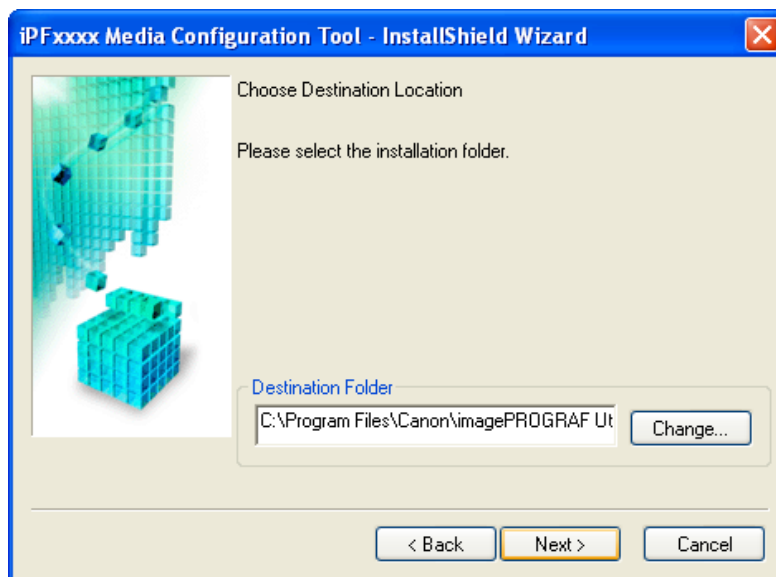 iPFxxxx Media Configuration Tool - InstallShield Wizard
Choose Destination Location
Please select the installation folder.
Destination Folder
C:\Program Files\Canon\imagePROGRAF Ut
Change...
< Back
Next >
Cancel